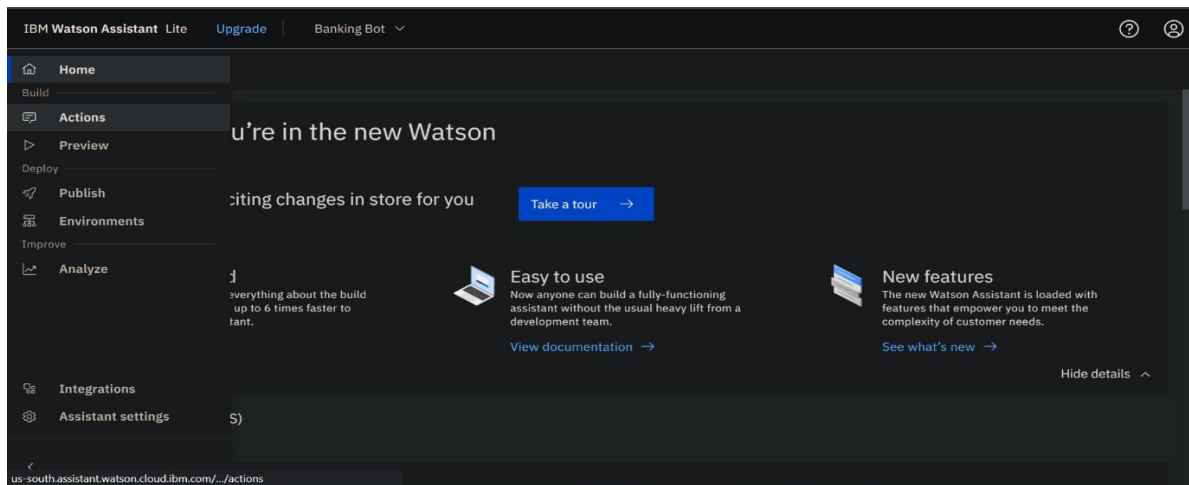 IBM Watson Assistant Lite Upgrade Banking Bot
Home
Build
Actions
Preview
Deploy
Publish
Environments
Improve
Analyze
Integrations
Assistant settings
u're in the new Watson
citing changes in store for you
Take a tour →
d
everything about the build
up to 6 times faster to
tant.
Easy to use
Now anyone can build a fully-functioning
assistant without the usual heavy lift from a
development team.
View documentation →
New features
The new Watson Assistant is loaded with
features that empower you to meet the
complexity of customer needs.
See what's new →
Hide details
S)
us-south.assistant.watson.cloud.ibm.com/.../actions